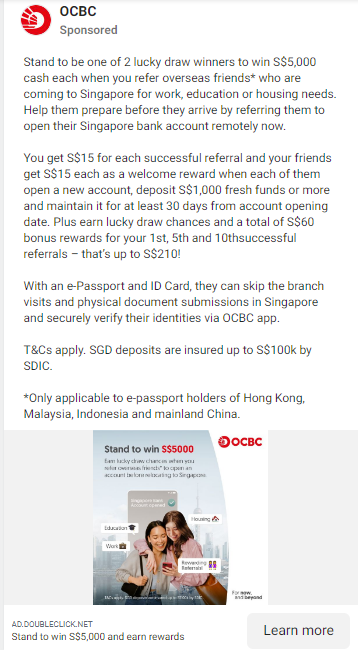 OCBC
Sponsored
Stand to be one of 2 lucky draw winners to win S$5,000
cash each when you refer overseas friends* who are
coming to Singapore for work, education or housing needs.
Help them prepare before they arrive by referring them to
open their Singapore bank account remotely now.
You get S$15 for each successful referral and your friends
get S$15 each as a welcome reward when each of them
open a new account, deposit S$1,000 fresh funds or more
and maintain it for at least 30 days from account opening
date. Plus earn lucky draw chances and a total of S$60
bonus rewards for your 1st, 5th and 10thsuccessful
referrals – that's up to S$210!
With an e-Passport and ID Card, they can skip the branch
visits and physical document submissions in Singapore
and securely verify their identities via OCBC app.
T&Cs apply. SGD deposits are insured up to S$100k by
SDIC.
*Only applicable to e-passport holders of Hong Kong,
Malaysia, Indonesia and mainland China.
OCBC
Stand to win S$5000
Earn lucky draw chances when you
refer overseas friends* to open an
account before relocating to Singapore
Housing
Education
Work
Rewarding
Referrals!
For now,
and beyond
AD.DOUBLECLICK.NET
Stand to win S$5,000 and earn rewards
Learn more